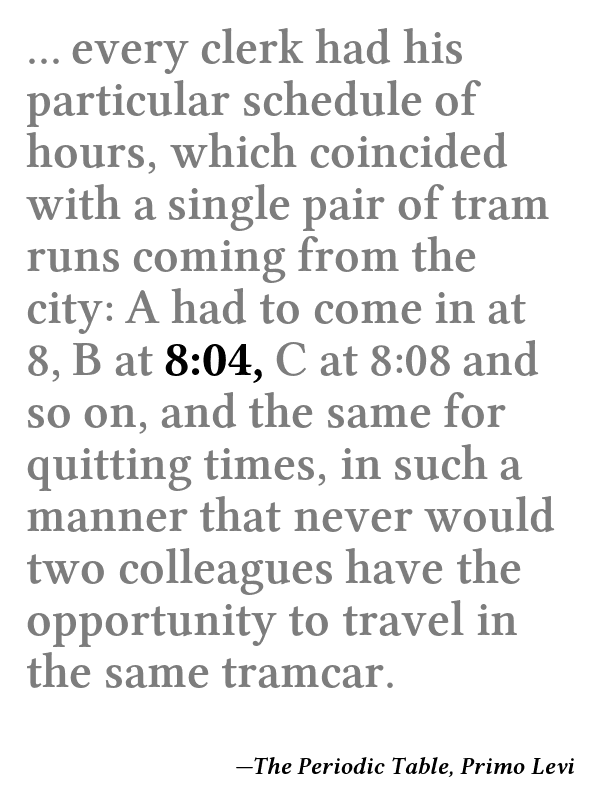 ... every clerk had his
particular schedule of
hours, which coincided
with a single pair of tram
runs coming from the
city: A had to come in at
8, B at 8:04, C at 8:08 and
so on, and the same for
quitting times, in such a
manner that never would
two colleagues have the
opportunity to travel in
the same tramcar.
—The Periodic Table, Primo Levi